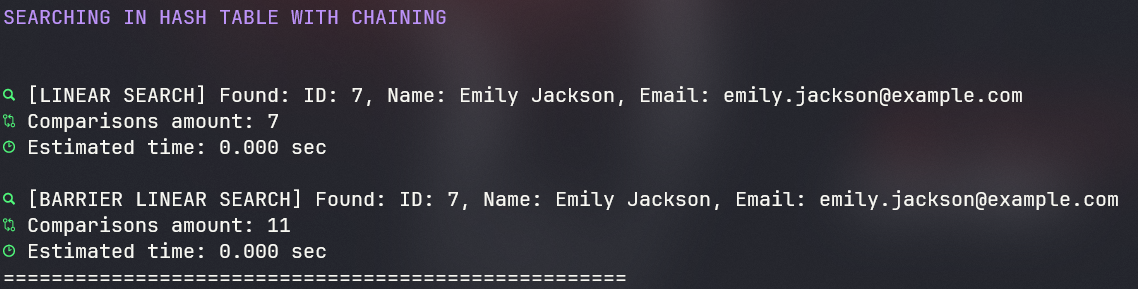 SEARCHING IN HASH TABLE WITH CHAINING
[LINEAR SEARCH] Found: ID: 7, Name: Emily Jackson, Email: emily.jackson@example.com
Comparisons amount: 7
Estimated time: 0.000 sec
[BARRIER LINEAR SEARCH] Found: ID: 7, Name: Emily Jackson, Email: emily.jackson@example.com
Comparisons amount: 11
Estimated time: 0.000 sec
====================================================